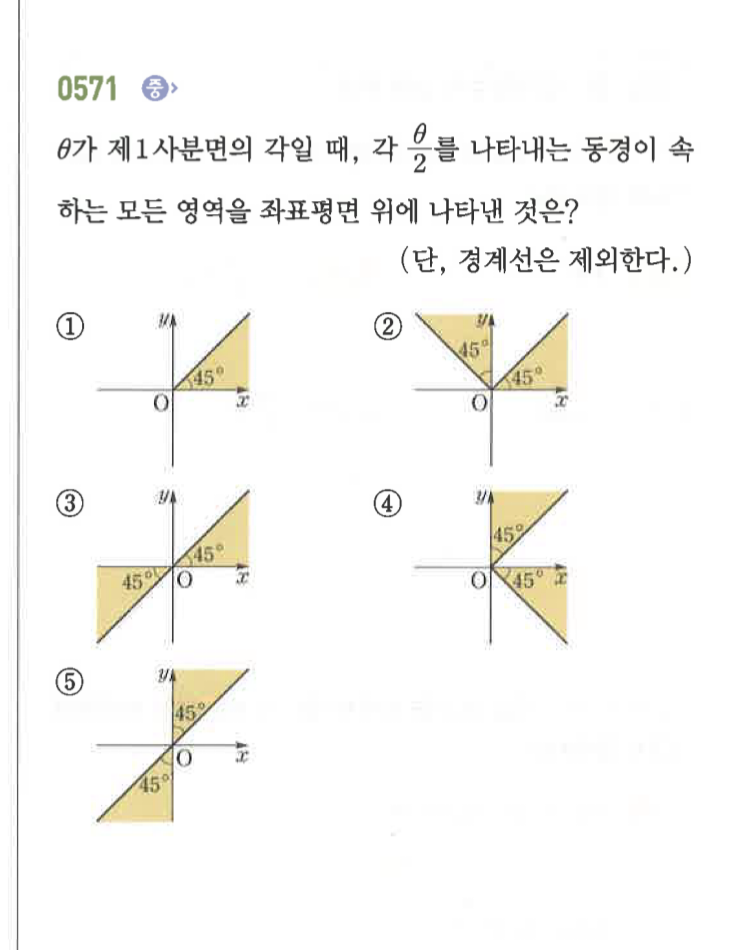 0571 중
θ가 제1사분면의 각일 때, 각 θ/2를 나타내는 동경이 속
하는 모든 영역을 좌표평면 위에 나타낸 것은?
(단, 경계선은 제외한다.)
① y 45° O x
② y 45° 45° O x
③ y 45° 45° O x
④ y 45° O 45° x
⑤ y 45° O x 45°